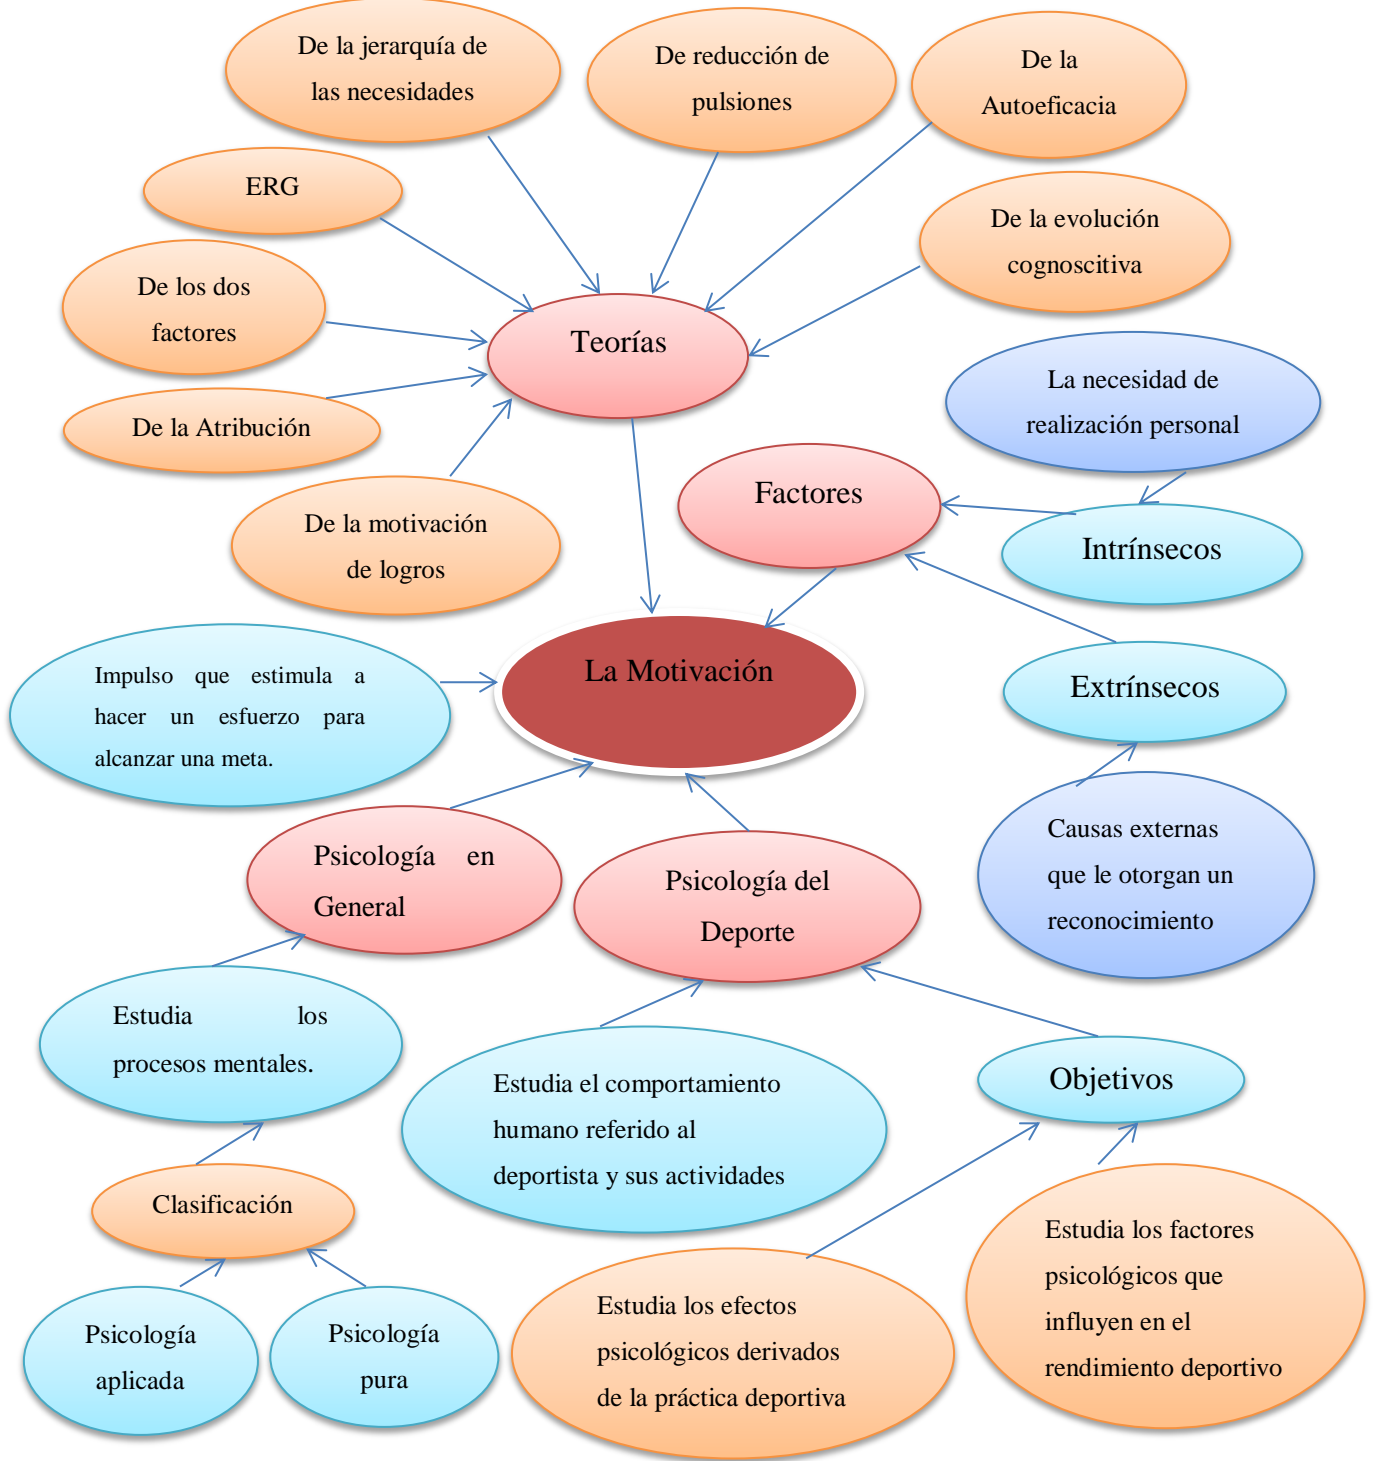 De la jerarquía de
las necesidades
De reducción de
pulsiones
De la
Autoeficacia
ERG
De la evolución
cognoscitiva
De los dos
factores
Teorías
La necesidad de
realización personal
De la Atribución
Factores
De la motivación
de logros
Intrínsecos
La Motivación
Impulso que estimula a
hacer un esfuerzo para
alcanzar una meta.
Extrínsecos
Causas externas
que le otorgan un
reconocimiento
Psicología en
General
Psicología del
Deporte
Estudia los
procesos mentales.
Estudia el comportamiento
humano referido al
deportista y sus actividades
Objetivos
Clasificación
Estudia los factores
psicológicos que
influyen en el
rendimiento deportivo
Estudia los efectos
psicológicos derivados
de la práctica deportiva
Psicología
aplicada
Psicología
pura